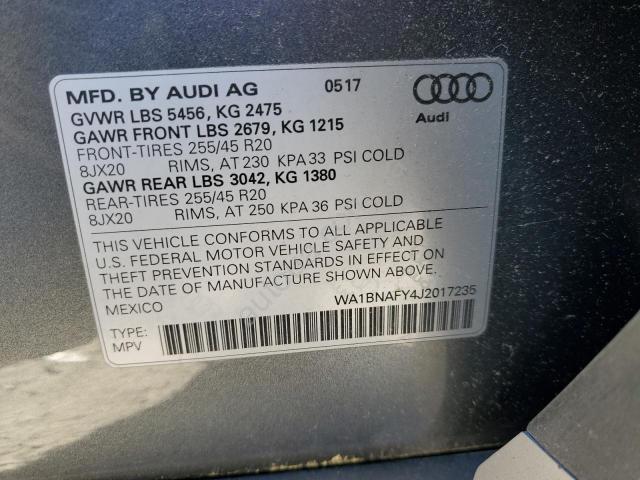 MFD. BY AUDI AG 0517
GVWR LBS 5456, KG 2475
GAWR FRONT LBS 2679, KG 1215
FRONT-TIRES 255/45 R20
8JX20 RIMS, AT 230 KPA 33 PSI COLD
GAWR REAR LBS 3042, KG 1380
REAR-TIRES 255/45 R20
8JX20 RIMS, AT 250 KPA 36 PSI COLD
THIS VEHICLE CONFORMS TO ALL APPLICABLE
U.S. FEDERAL MOTOR VEHICLE SAFETY AND
THEFT PREVENTION STANDARDS IN EFFECT ON
THE DATE OF MANUFACTURE SHOWN ABOVE.
MEXICO
WA1BNAFY4J2017235
TYPE:
MPV
Audi